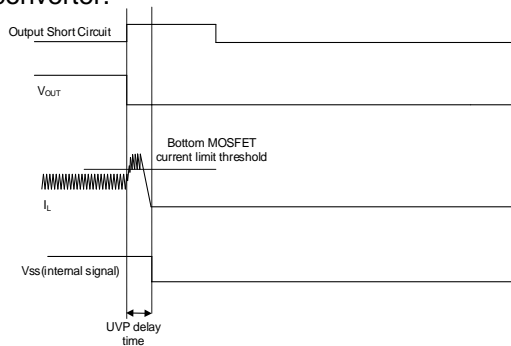 converter.
Output Short Circuit
VOUT
Bottom MOSFET
current limit threshold
IL
Vss(internal signal)
UVP delay
time